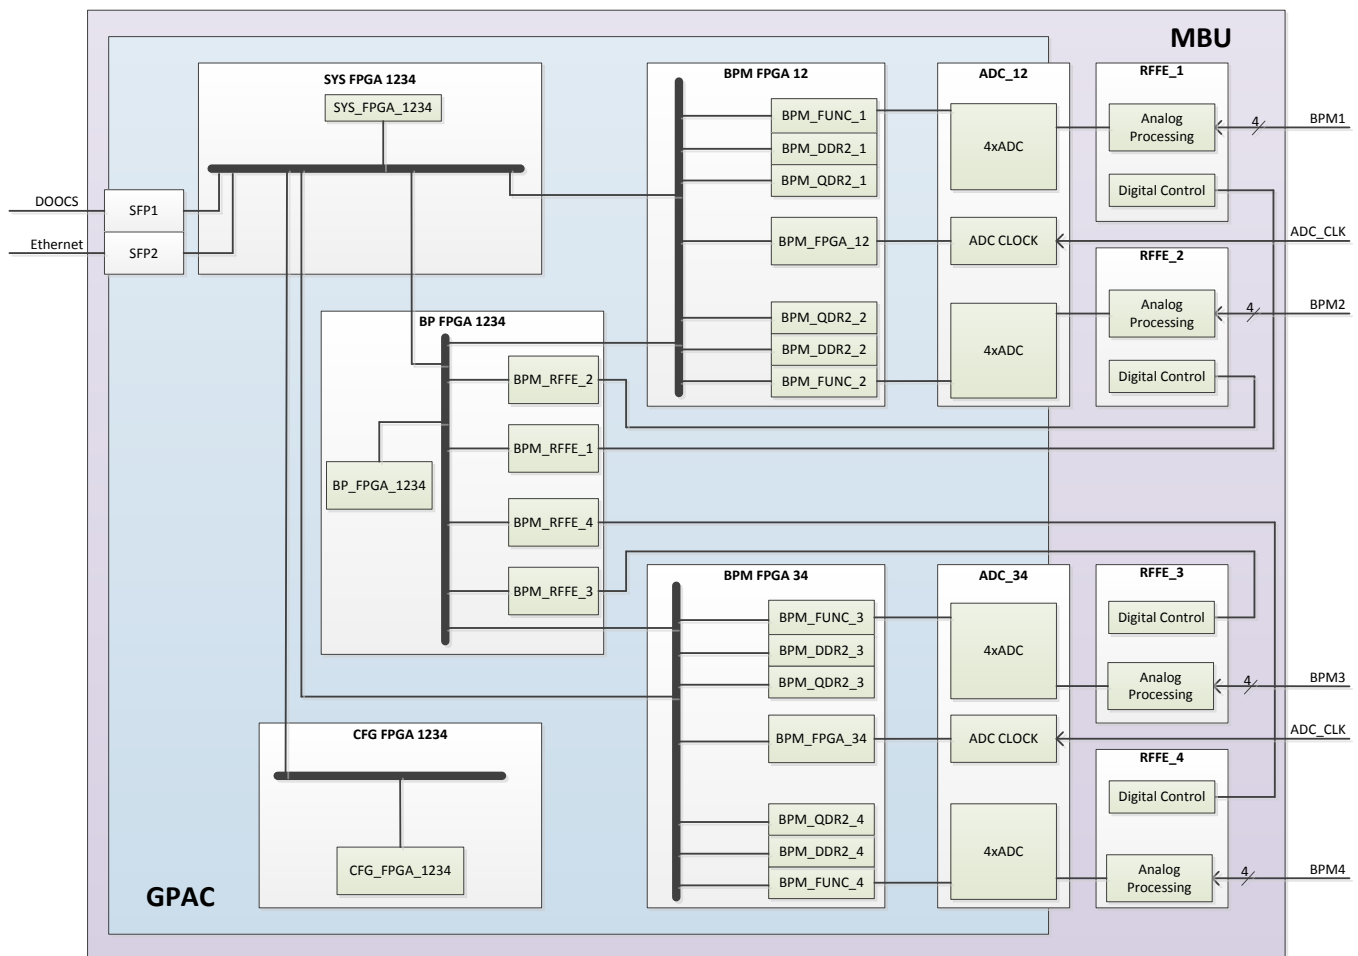 MBU
SYS FPGA 1234
SYS_FPGA_1234
DOOCS
SFP1
Ethernet
SFP2
BPM FPGA 12
BPM_FUNC_1
BPM_DDR2_1
BPM_QDR2_1
BPM_FPGA_12
BPM_QDR2_2
BPM_DDR2_2
BPM_FUNC_2
ADC_12
4xADC
ADC CLOCK
4xADC
RFFE_1
Analog
Processing
Digital Control
4
BPM1
ADC_CLK
RFFE_2
Analog
Processing
Digital Control
4
BPM2
BP FPGA 1234
BPM_RFFE_2
BPM_RFFE_1
BP_FPGA_1234
BPM_RFFE_4
BPM_RFFE_3
BPM FPGA 34
BPM_FUNC_3
BPM_DDR2_3
BPM_QDR2_3
BPM_FPGA_34
BPM_QDR2_4
BPM_DDR2_4
BPM_FUNC_4
ADC_34
4xADC
ADC CLOCK
4xADC
RFFE_3
Digital Control
Analog
Processing
4
BPM3
ADC_CLK
RFFE_4
Digital Control
Analog
Processing
4
BPM4
CFG FPGA 1234
CFG_FPGA_1234
GPAC